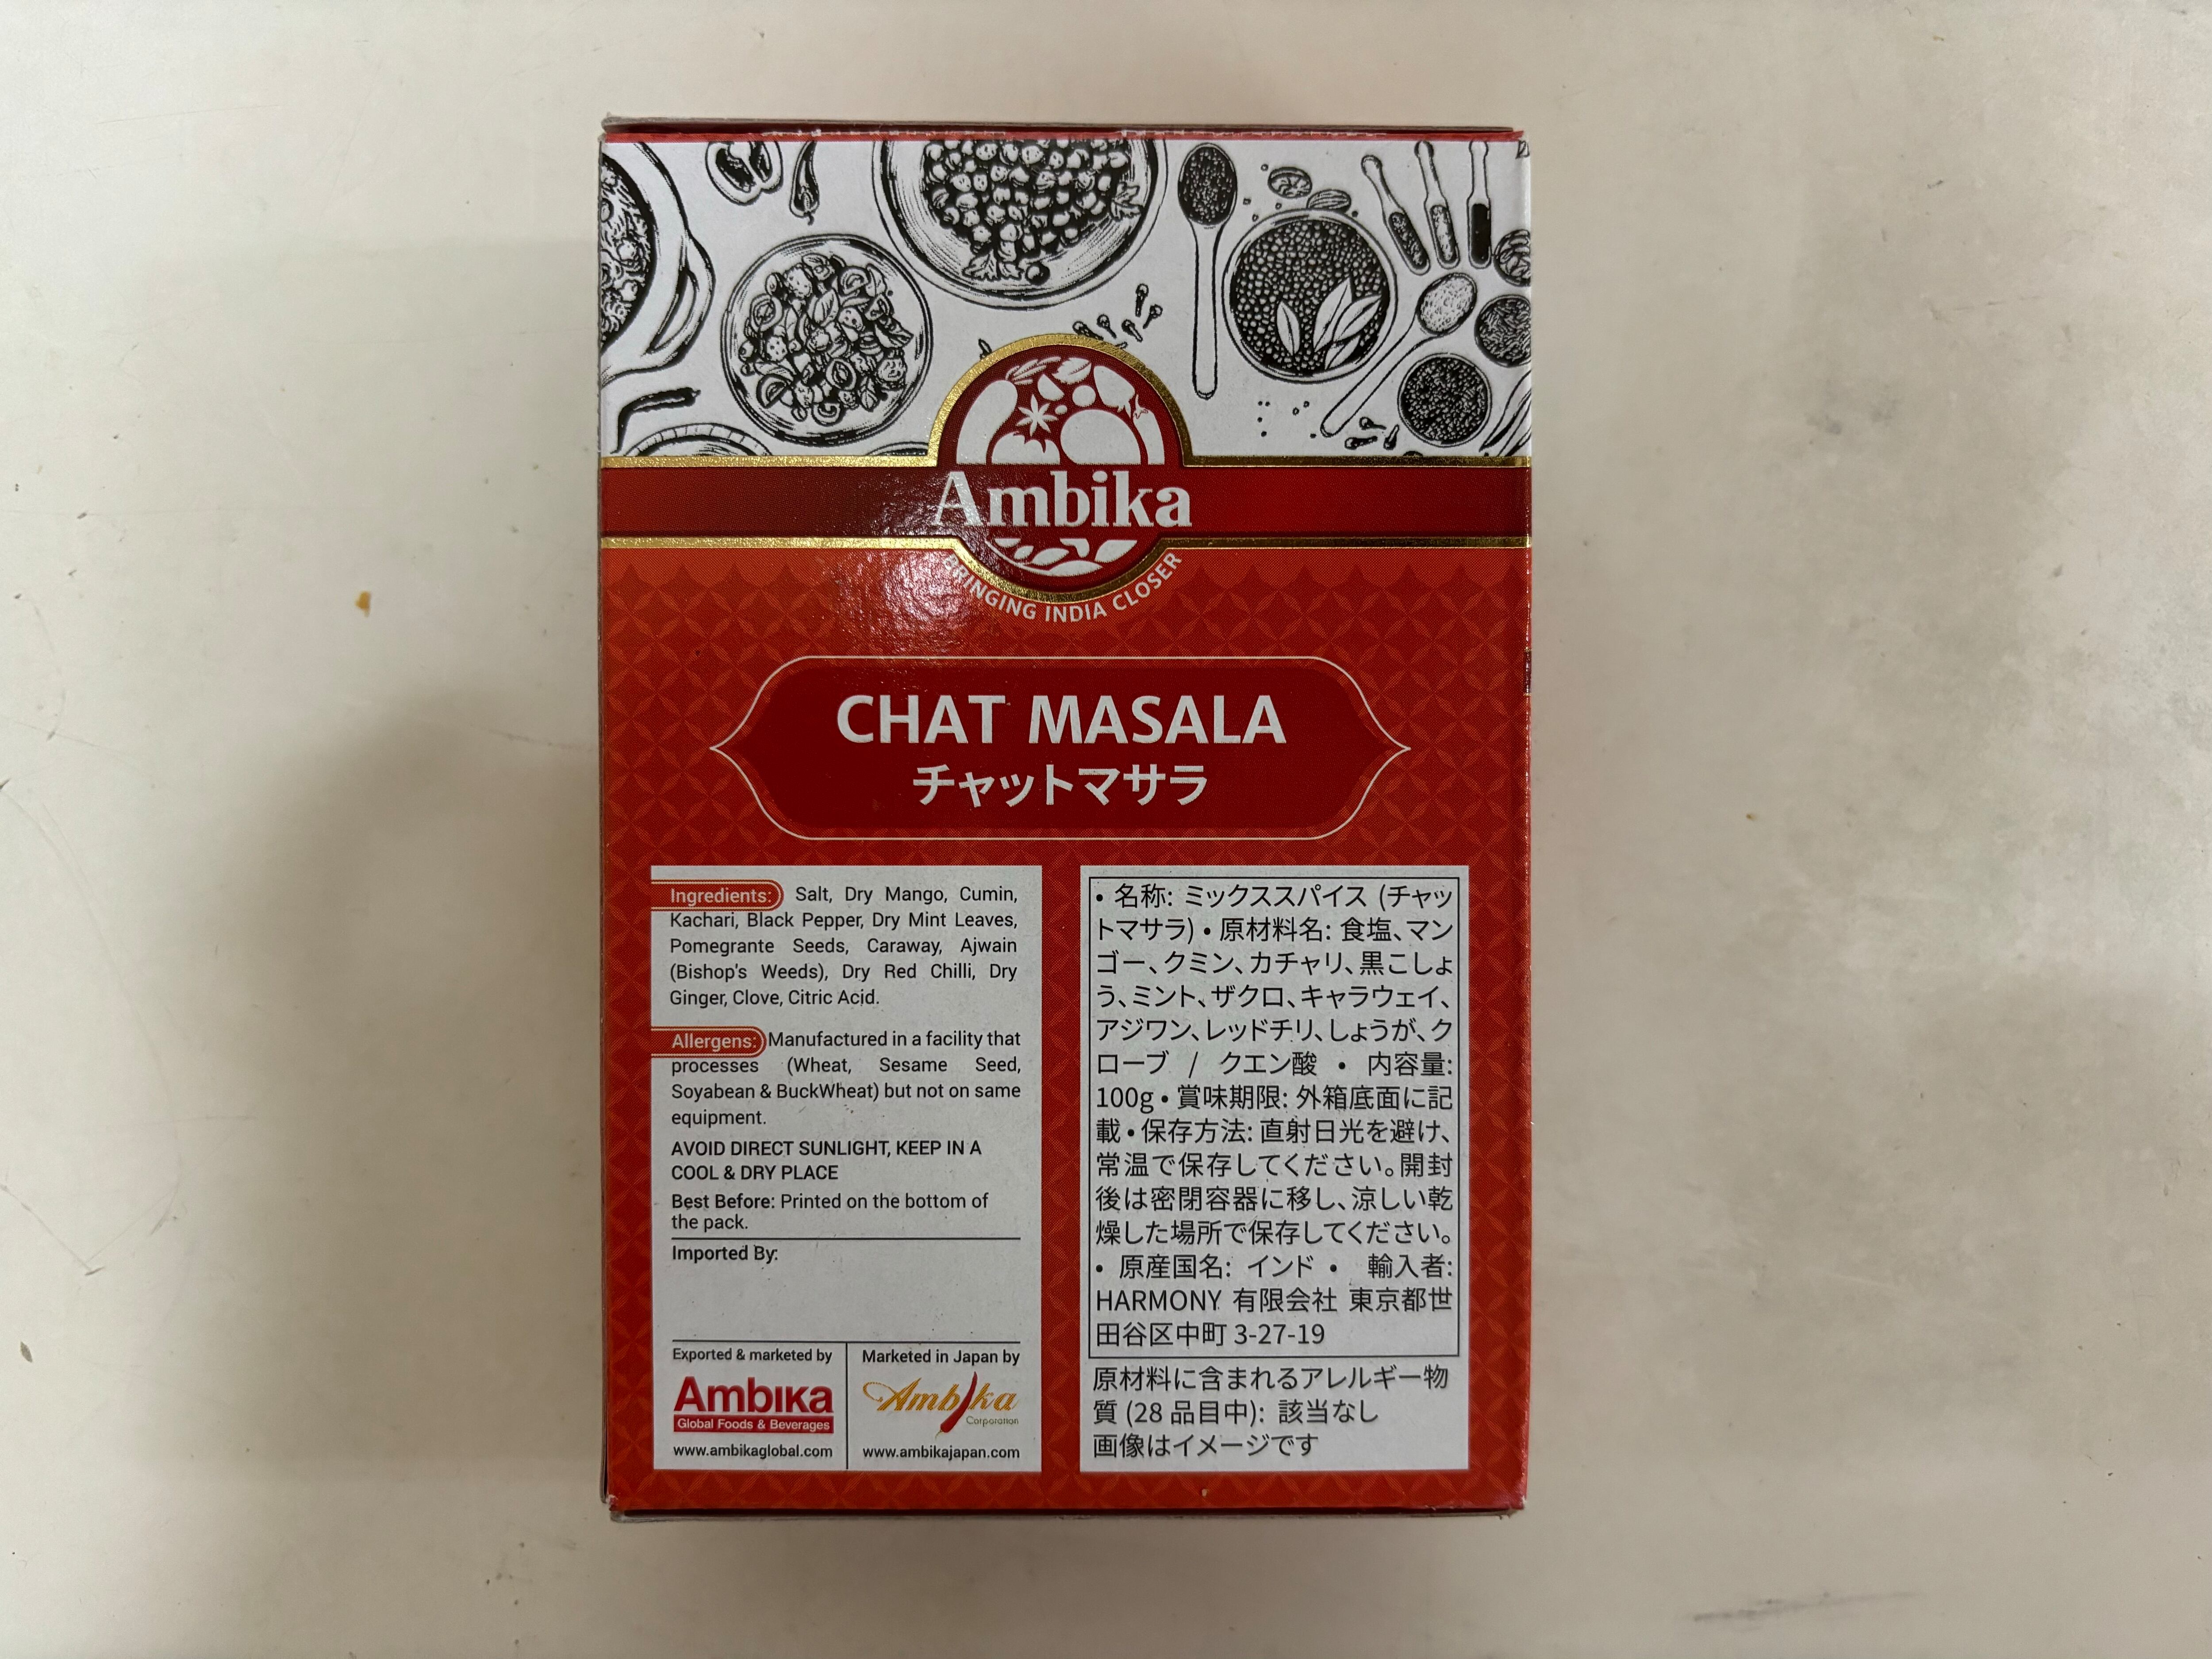 Ambika
BRINGING INDIA CLOSER
CHAT MASALA
チャットマサラ
Ingredients: Salt, Dry Mango, Cumin,
Kachari, Black Pepper, Dry Mint Leaves,
Pomegrante Seeds, Caraway, Ajwain
(Bishop's Weeds), Dry Red Chilli, Dry
Ginger, Clove, Citric Acid.
Allergens: Manufactured in a facility that
processes (Wheat, Sesame Seed,
Soyabean & BuckWheat) but not on same
equipment.
AVOID DIRECT SUNLIGHT, KEEP IN A
COOL & DRY PLACE
Best Before: Printed on the bottom of
the pack.
Imported By:
Exported & marketed by
Ambika
Global Foods & Beverages
www.ambikaglobal.com
Marketed in Japan by
Ambika
Corporation
www.ambikajapan.com
• 名称: ミックススパイス (チャッ
トマサラ) • 原材料名: 食塩、マン
ゴー、クミン、カチャリ、黒こしょ
う、ミント、ザクロ、キャラウェイ、
アジワン、レッドチリ、しょうが、ク
ローブ / クエン酸 • 内容量:
100g • 賞味期限: 外箱底面に記
載 • 保存方法: 直射日光を避け、
常温で保存してください。開封
後は密閉容器に移し、涼しい乾
燥した場所で保存してください。
• 原産国名: インド • 輸入者:
HARMONY 有限会社 東京都世
田谷区中町 3-27-19
原材料に含まれるアレルギー物
質 (28 品目中): 該当なし
画像はイメージです